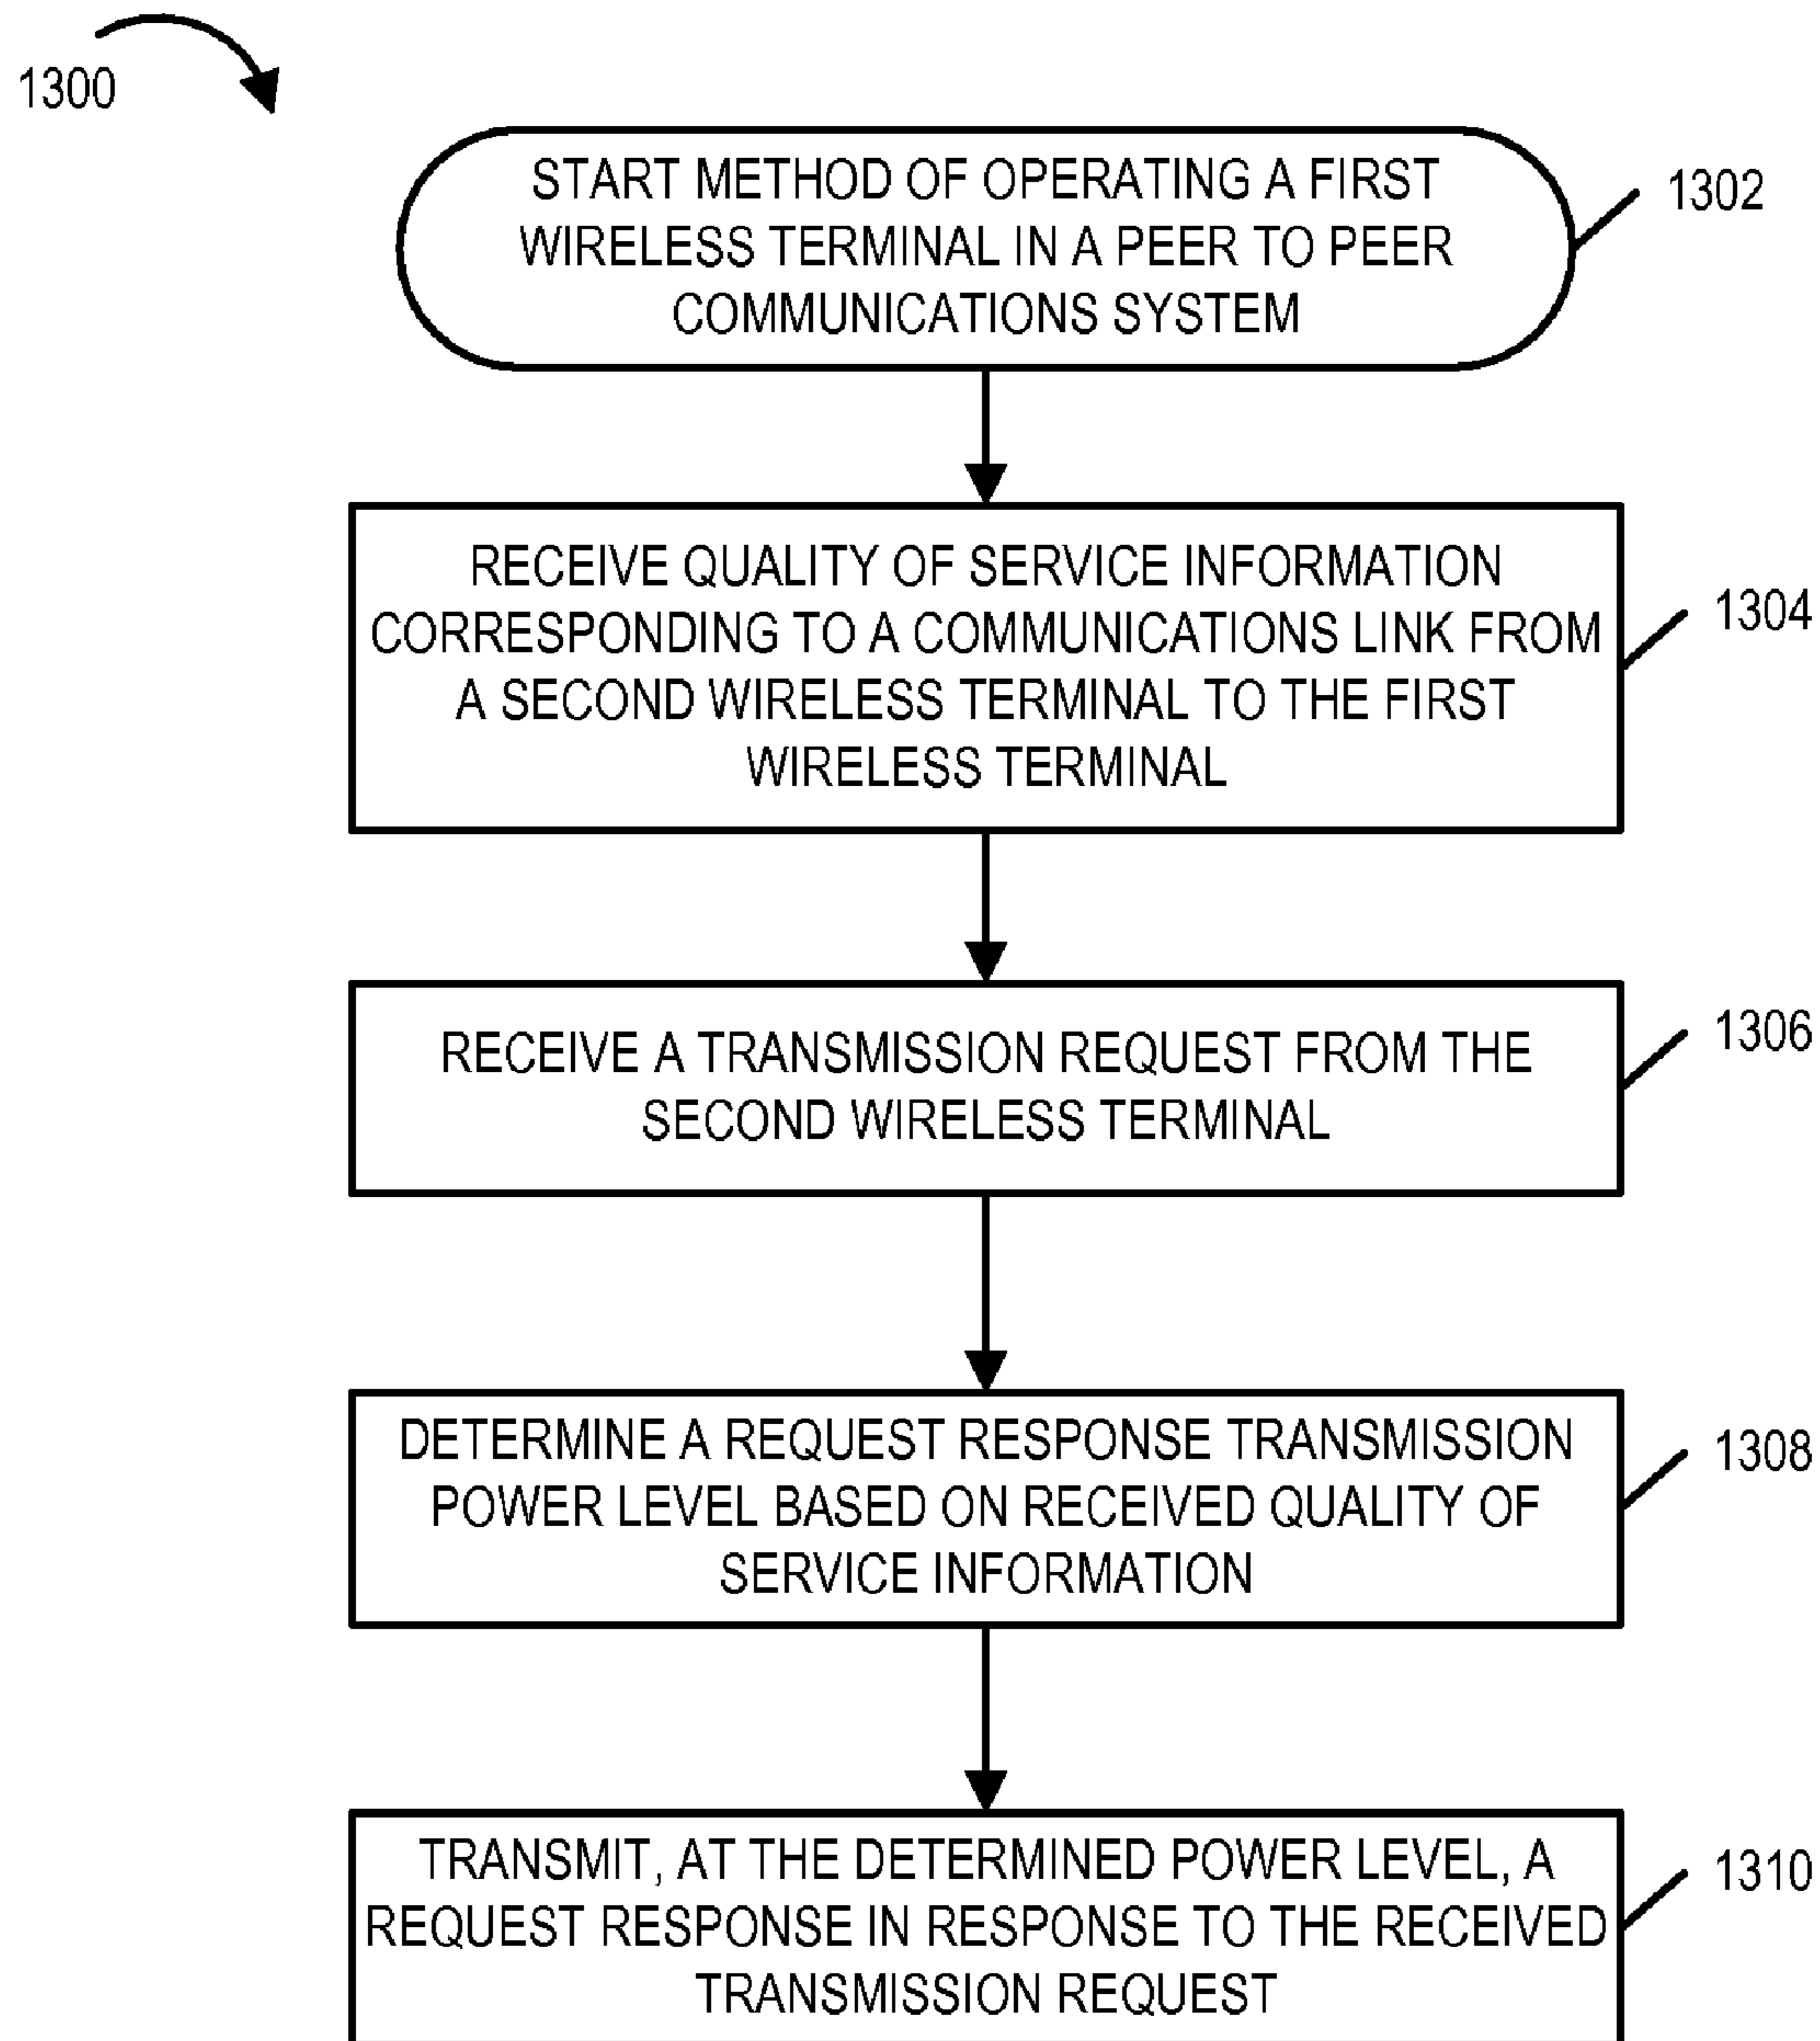 1300
START METHOD OF OPERATING A FIRST
WIRELESS TERMINAL IN A PEER TO PEER
COMMUNICATIONS SYSTEM
1302
RECEIVE QUALITY OF SERVICE INFORMATION
CORRESPONDING TO A COMMUNICATIONS LINK FROM
A SECOND WIRELESS TERMINAL TO THE FIRST
WIRELESS TERMINAL
1304
RECEIVE A TRANSMISSION REQUEST FROM THE
SECOND WIRELESS TERMINAL
1306
DETERMINE A REQUEST RESPONSE TRANSMISSION
POWER LEVEL BASED ON RECEIVED QUALITY OF
SERVICE INFORMATION
1308
TRANSMIT, AT THE DETERMINED POWER LEVEL, A
REQUEST RESPONSE IN RESPONSE TO THE RECEIVED
TRANSMISSION REQUEST
1310